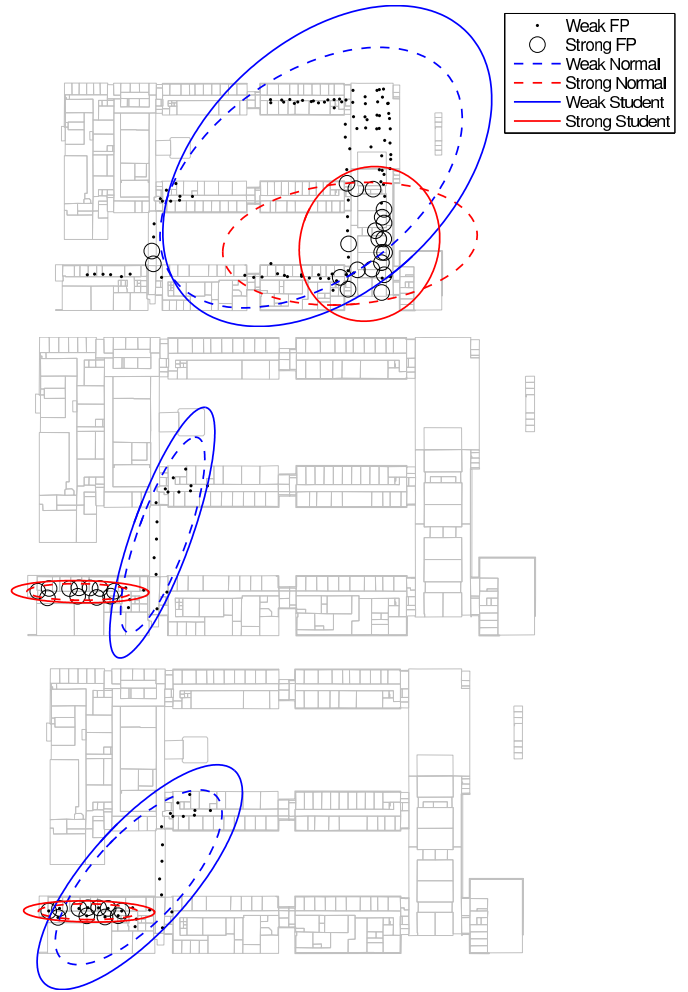 Weak FP
Strong FP
Weak Normal
Strong Normal
Weak Student
Strong Student